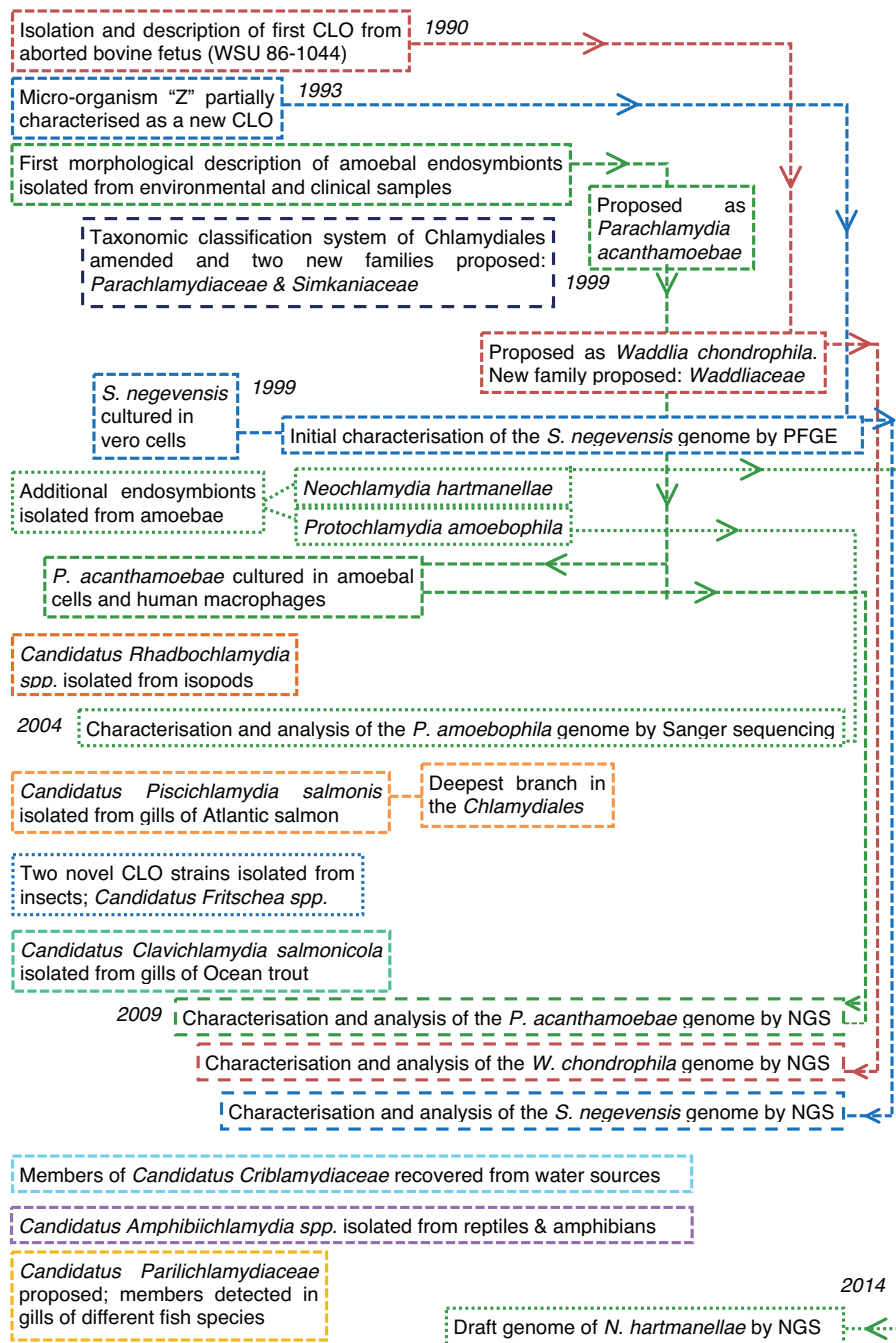 Isolation and description of first CLO from
aborted bovine fetus (WSU 86-1044)
1990
Micro-organism “Z” partially
characterised as a new CLO
1993
First morphological description of amoebal endosymbionts
isolated from environmental and clinical samples
Proposed as
Parachlamydia
acanthamoebae
Taxonomic classification system of Chlamydiales
amended and two new families proposed:
Parachlamydiaceae & Simkaniaceae
1999
Proposed as Waddlia chondrophila.
New family proposed: Waddliaceae
S. negevensis
cultured in
vero cells
1999
Initial characterisation of the S. negevensis genome by PFGE
Additional endosymbionts
isolated from amoebae
Neochlamydia hartmanellae
Protochlamydia amoebophila
P. acanthamoebae cultured in amoebal
cells and human macrophages
Candidatus Rhadbochlamydia
spp. isolated from isopods
2004
Characterisation and analysis of the P. amoebophila genome by Sanger sequencing
Candidatus Piscichlamydia salmonis
isolated from gills of Atlantic salmon
Deepest branch in
the Chlamydiales
Two novel CLO strains isolated from
insects; Candidatus Fritschea spp.
Candidatus Clavichlamydia salmonicola
isolated from gills of Ocean trout
2009
Characterisation and analysis of the P. acanthamoebae genome by NGS
Characterisation and analysis of the W. chondrophila genome by NGS
Characterisation and analysis of the S. negevensis genome by NGS
Members of Candidatus Criblamydiaceae recovered from water sources
Candidatus Amphibiichlamydia spp. isolated from reptiles & amphibians
Candidatus Parilichlamydiaceae
proposed; members detected in
gills of different fish species
2014
Draft genome of N. hartmanellae by NGS